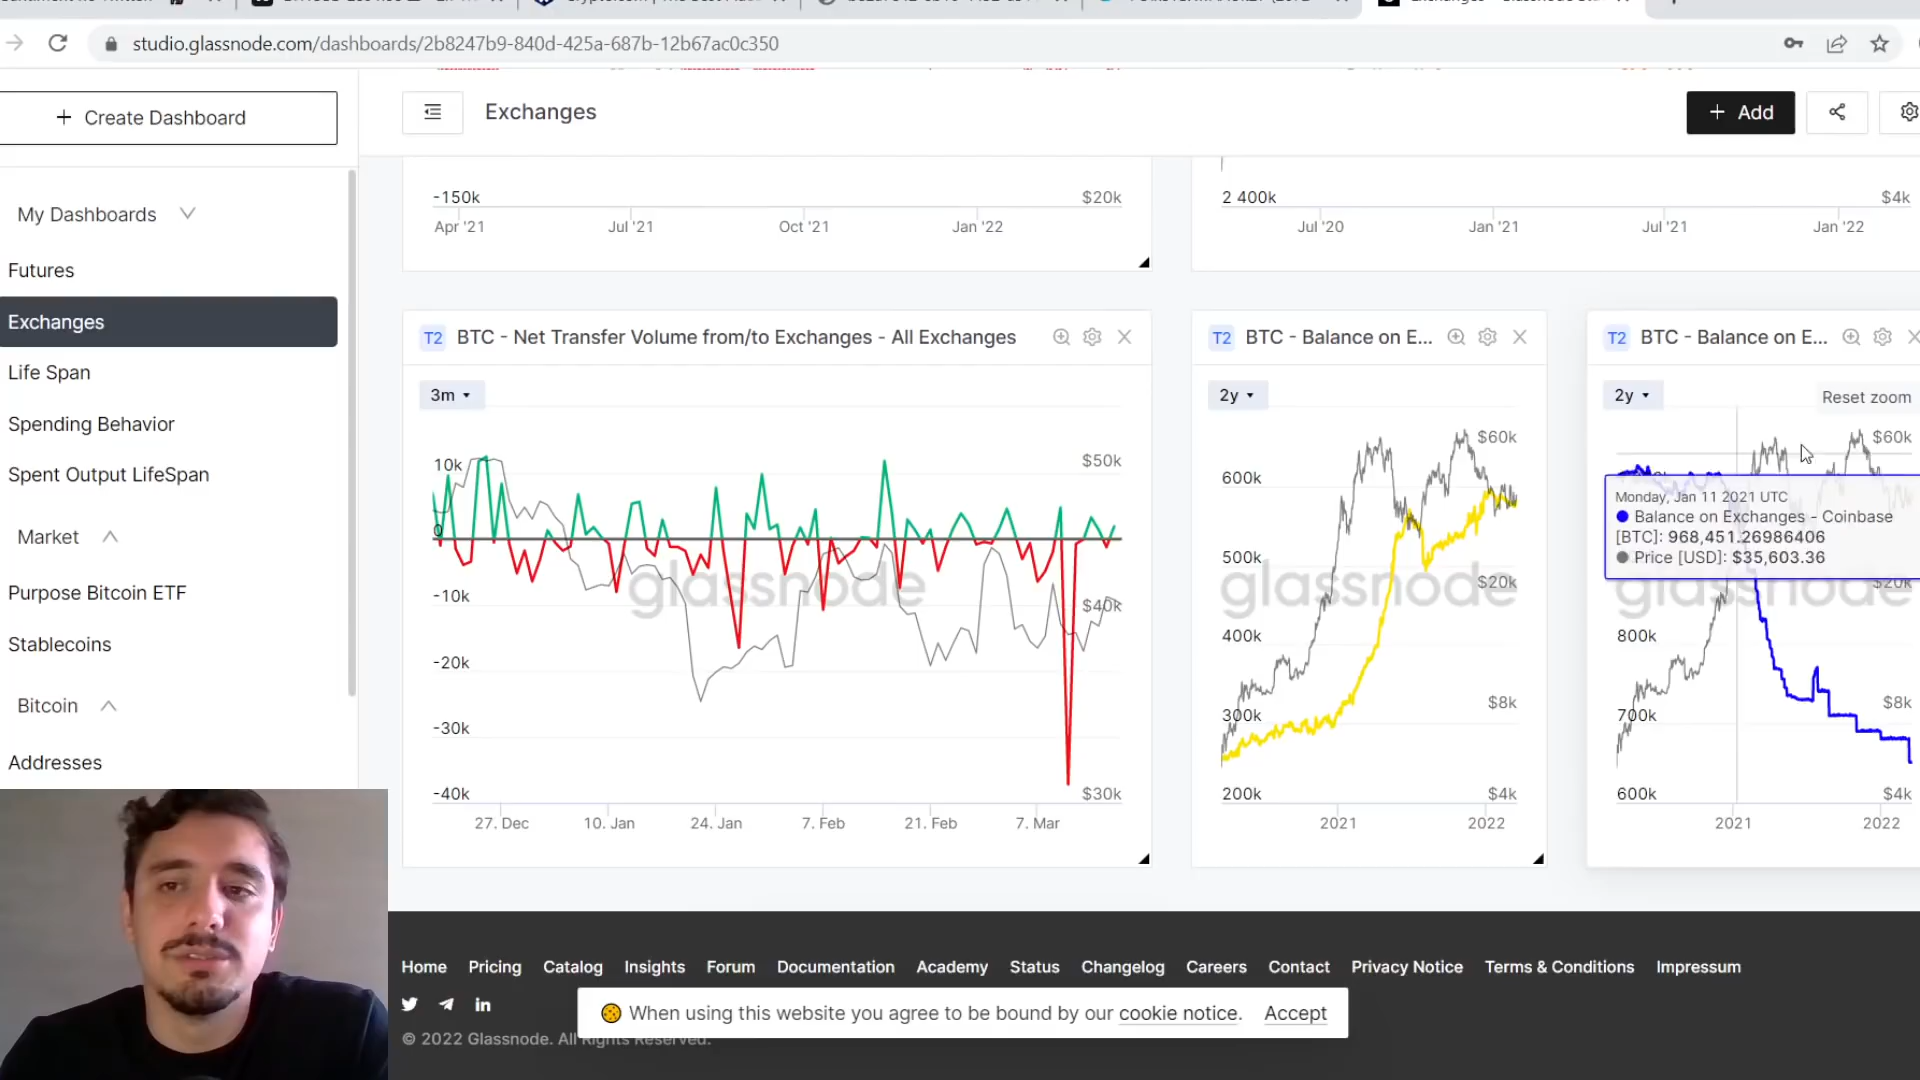 studio.glassnode.com/dashboards/2b8247b9-840d-425a-687b-12b67ac0c350
+ Create Dashboard
Exchanges
+ Add
My Dashboards
Futures
Exchanges
Life Span
Spending Behavior
Spent Output LifeSpan
Market
Purpose Bitcoin ETF
Stablecoins
Bitcoin
Addresses
-150k $20k
Apr '21 Jul '21 Oct '21 Jan '22
2 400k $4k
Jul '20 Jan '21 Jul '21 Jan '22
T2 BTC - Net Transfer Volume from/to Exchanges - All Exchanges
3m
10k $50k
0
-10k $40k
-20k
-30k
-40k $30k
glassnode
27. Dec 10. Jan 24. Jan 7. Feb 21. Feb 7. Mar
T2 BTC - Balance on E...
2y
$60k
600k
500k
$20k
glassnode
400k
300k $8k
200k $4k
2021 2022
T2 BTC - Balance on E...
2y Reset zoom
$60k
Monday, Jan 11 2021 UTC
Balance on Exchanges - Coinbase
[BTC]: 968,451.26986406
Price [USD]: $35,603.36
$20k
glassnode
800k
700k $8k
600k $4k
2021 2022
Home Pricing Catalog Insights Forum Documentation Academy Status Changelog Careers Contact Privacy Notice Terms & Conditions Impressum
When using this website you agree to be bound by our cookie notice. Accept
© 2022 Glassnode. All Rights Reserved.